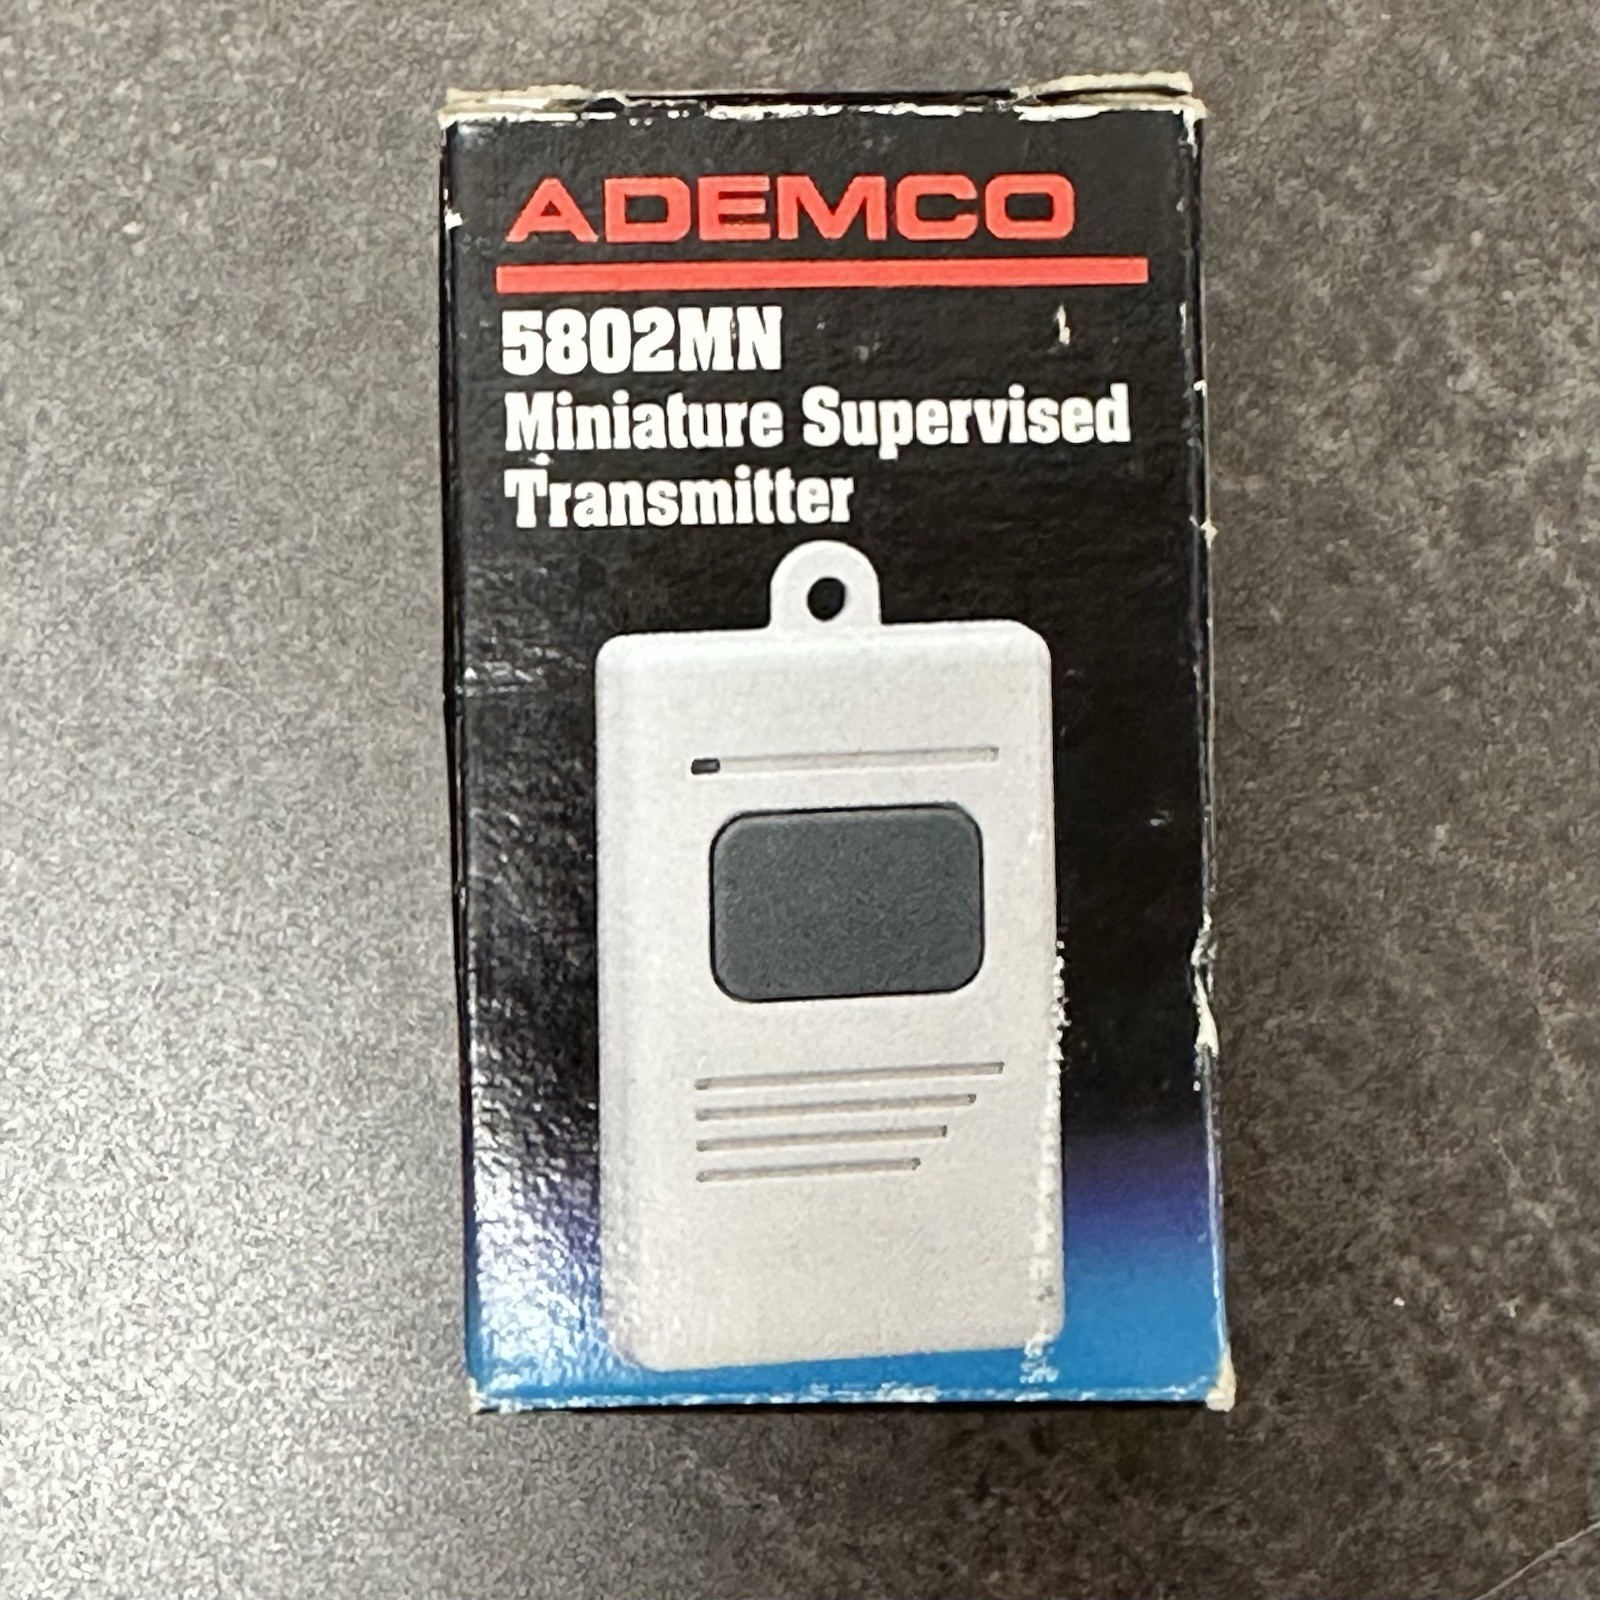 ADEMCO
5802MN
Miniature Supervised
Transmitter